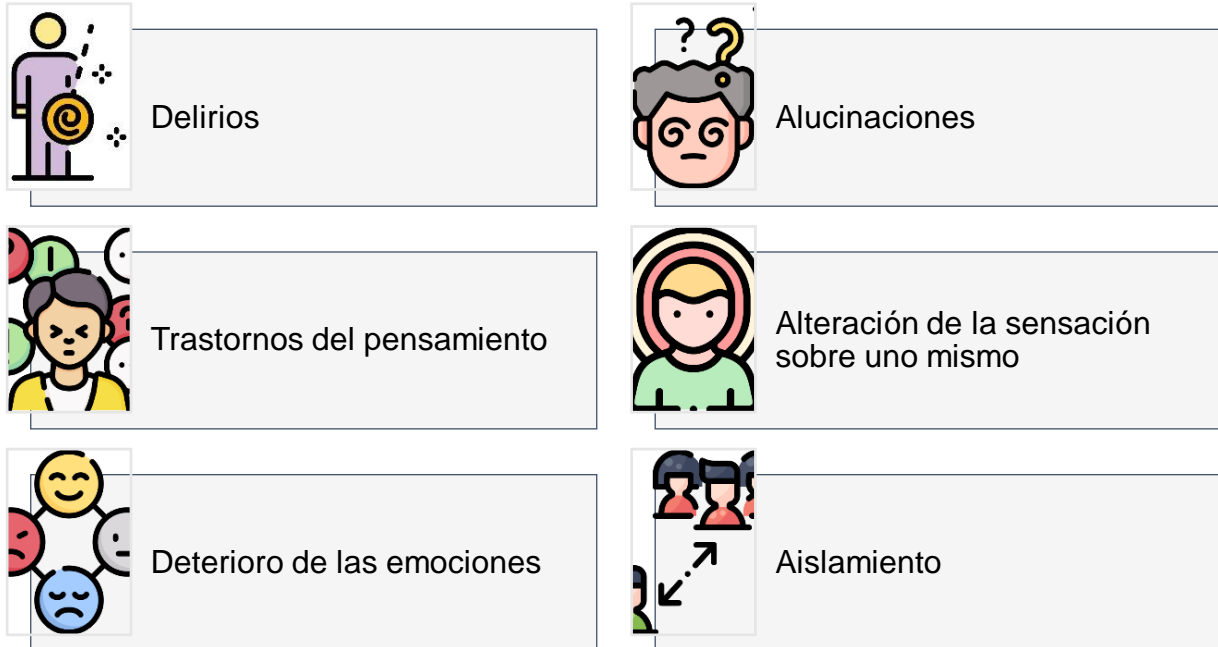 Delirios
Alucinaciones
Trastornos del pensamiento
Alteración de la sensación
sobre uno mismo
Deterioro de las emociones
Aislamiento